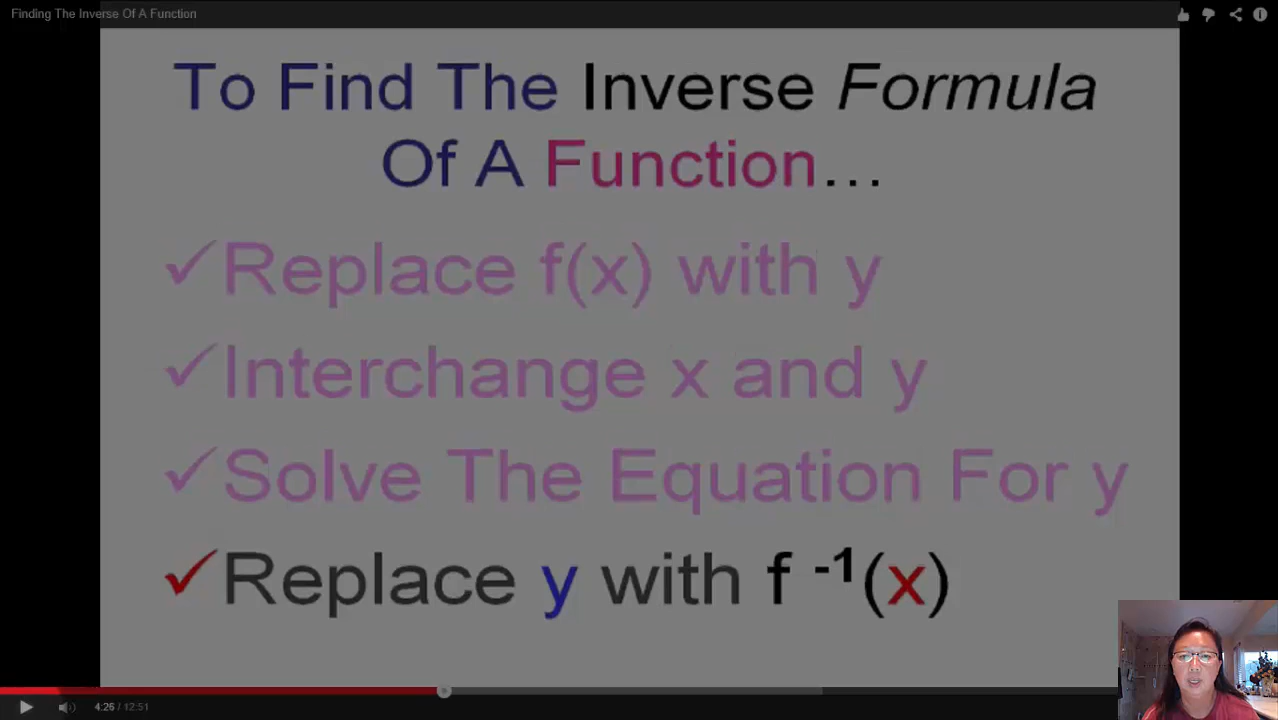 Finding The Inverse Of A Function
To Find The Inverse Formula
Of A Function...
✓Replace f(x) with y
✓Interchange x and y
✓Solve The Equation For y
✓Replace y with f -1(x)
4:26 / 12:51